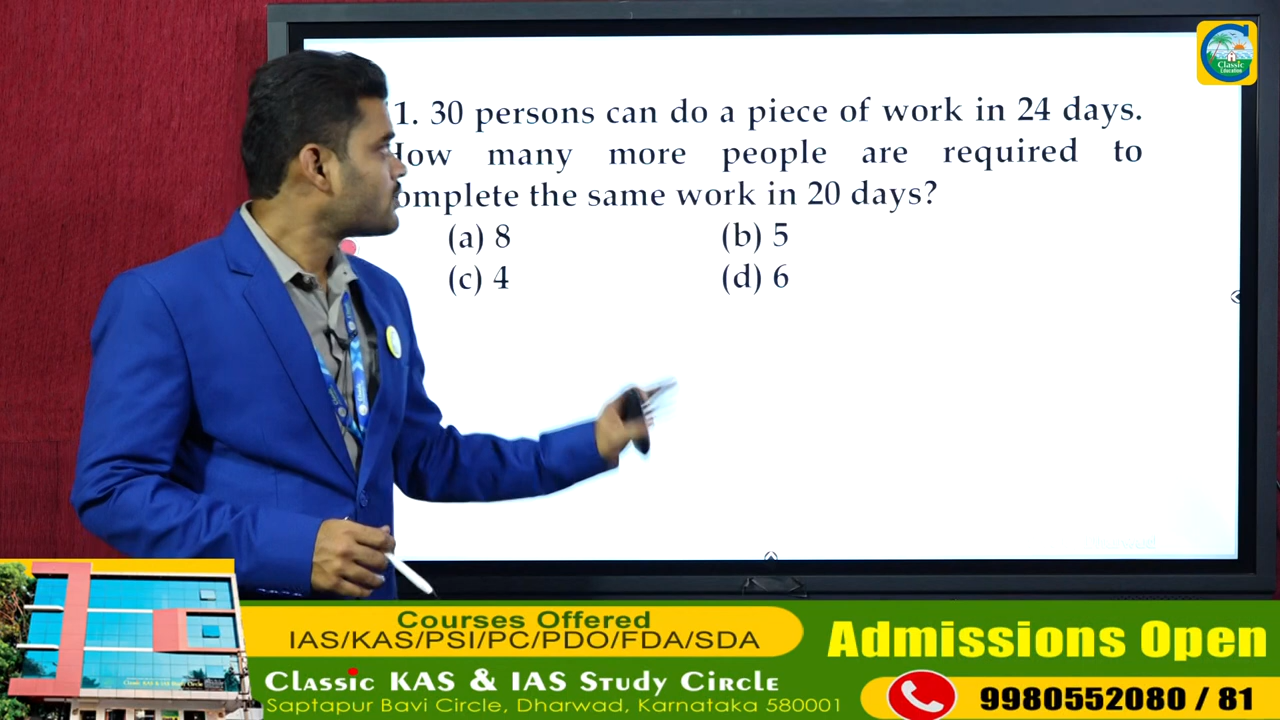 Classic
Education
1. 30 persons can do a piece of work in 24 days.
How many more people are required to
omplete the same work in 20 days?
(a) 8 (b) 5
(c) 4 (d) 6
Courses Offered
IAS/KAS/PSI/PC/PDO/FDA/SDA
Classic KAS & IAS Study Circle
Saptapur Bavi Circle, Dharwad, Karnataka 580001
Admissions Open
9980552080 / 81